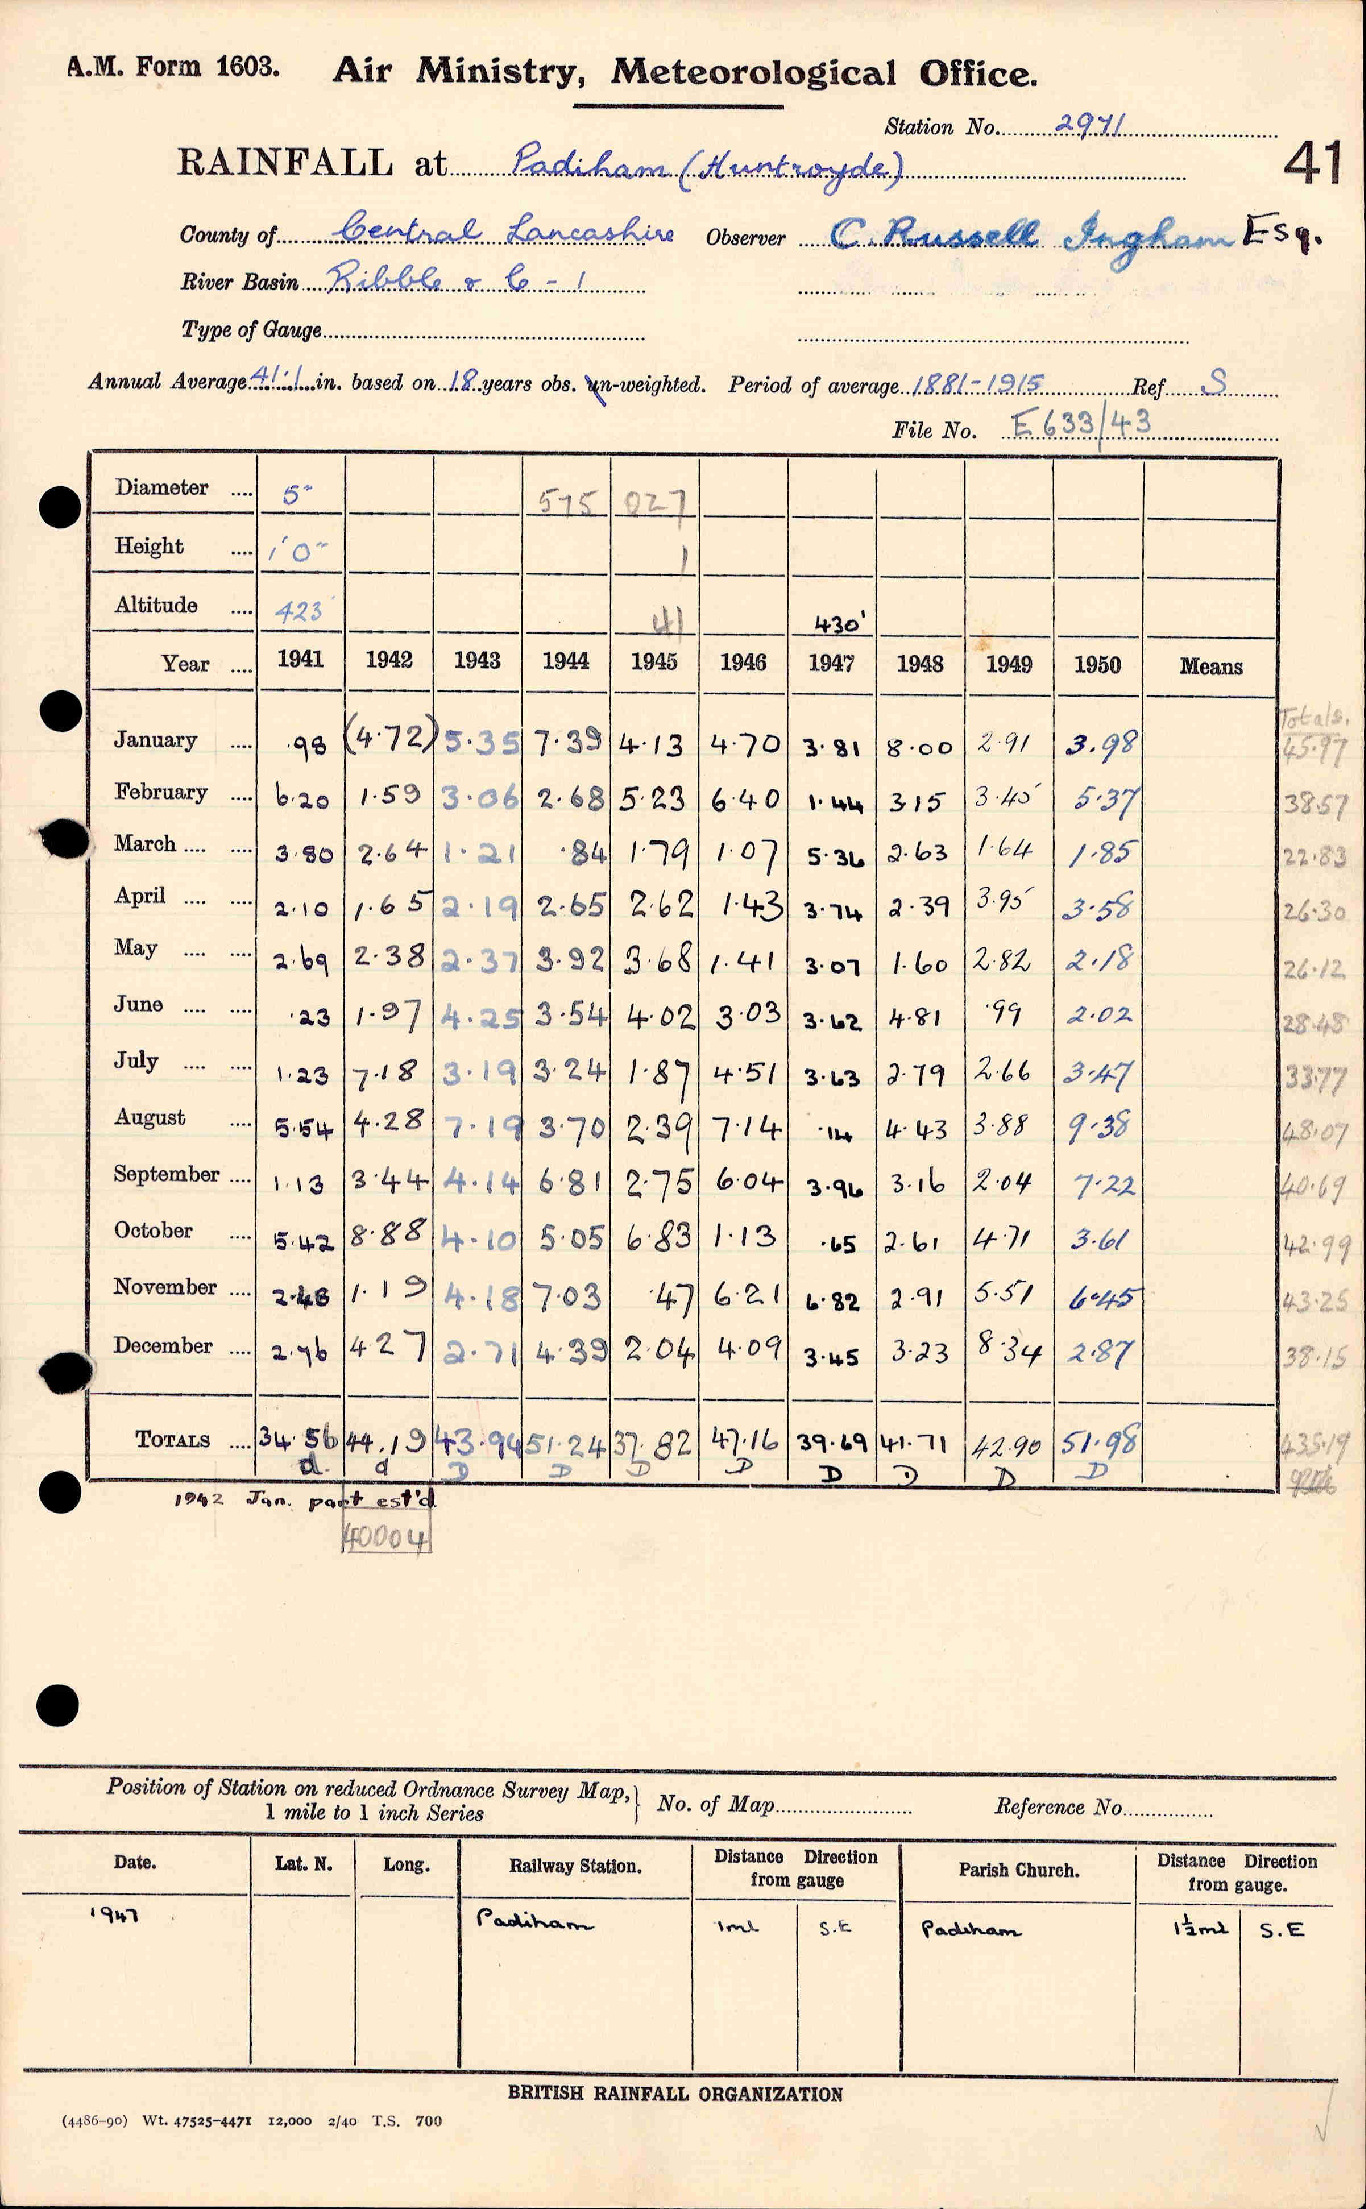 A.M. Form 1603. Air Ministry, Meteorological Office.
Station No. 2971
RAINFALL at Padiham (Huntroyde) 41
County of Central Lancashire Observer C. Russell Ingham Esq.
River Basin Ribble & C - 1
Type of Gauge
Annual Average 41.1 in. based on 18 years obs. un-weighted. Period of average 1881-1915 Ref S
File No. E 633/43
Diameter 5" 575 027
Height 1'0" 1
Altitude 423' 41 430'
Year 1941 1942 1943 1944 1945 1946 1947 1948 1949 1950 Means
Totals.
January .98 (4.72) 5.35 7.39 4.13 4.70 3.81 8.00 2.91 3.98 45.97
February 6.20 1.59 3.06 2.68 5.23 6.40 1.44 3.15 3.45 5.37 38.57
March 3.80 2.64 1.21 .84 1.79 1.07 5.36 2.63 1.64 1.85 22.83
April 2.10 1.65 2.19 2.65 2.62 1.43 3.74 2.39 3.95 3.58 26.30
May 2.69 2.38 2.37 3.92 3.68 1.41 3.07 1.60 2.82 2.18 26.12
June .23 1.97 4.25 3.54 4.02 3.03 3.62 4.81 .99 2.02 28.48
July 1.23 7.18 3.19 3.24 1.87 4.51 3.63 2.79 2.66 3.47 33.77
August 5.54 4.28 7.19 3.70 2.39 7.14 .14 4.43 3.88 9.38 48.07
September 1.13 3.44 4.14 6.81 2.75 6.04 3.96 3.16 2.04 7.22 40.69
October 5.42 8.88 4.10 5.05 6.83 1.13 .65 2.61 4.71 3.61 42.99
November 2.48 1.19 4.18 7.03 .47 6.21 6.82 2.91 5.51 6.45 43.25
December 2.76 4.27 2.71 4.39 2.04 4.09 3.45 3.23 8.34 2.87 38.15
TOTALS 34.56 44.19 43.94 51.24 37.82 47.16 39.69 41.71 42.90 51.98 435.19
d. d D D D D D D D D
1942 Jan. part est'd
40004
Position of Station on reduced Ordnance Survey Map, 1 mile to 1 inch Series No. of Map Reference No.
Date. Lat. N. Long. Railway Station. Distance from gauge Direction Parish Church. Distance Direction from gauge.
1947 Padiham 1ml S.E Padiham 1½ml S.E
BRITISH RAINFALL ORGANIZATION
(4486-90) Wt. 47525-4471 12,000 2/40 T.S. 700